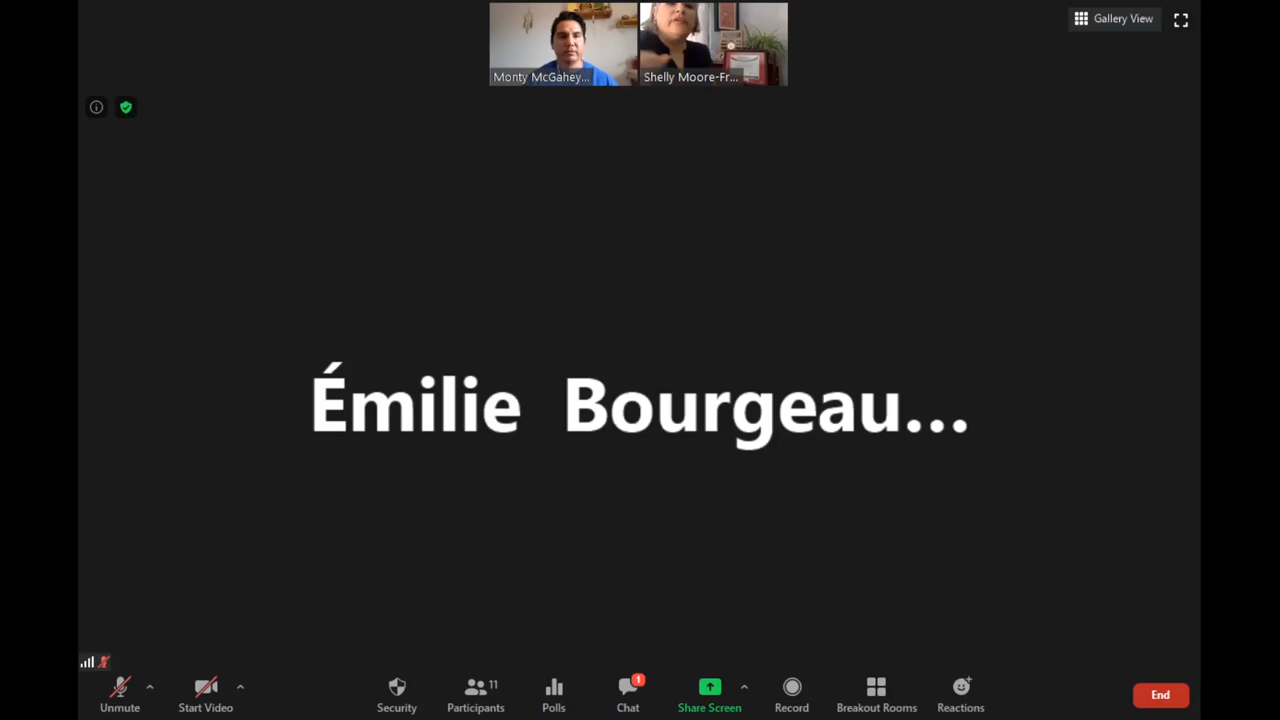 Gallery View
Monty McGahey...
Shelly Moore-Fr...
Émilie Bourgeau...
Unmute
Start Video
Security
Participants
11
Polls
Chat
1
Share Screen
Record
Breakout Rooms
Reactions
End